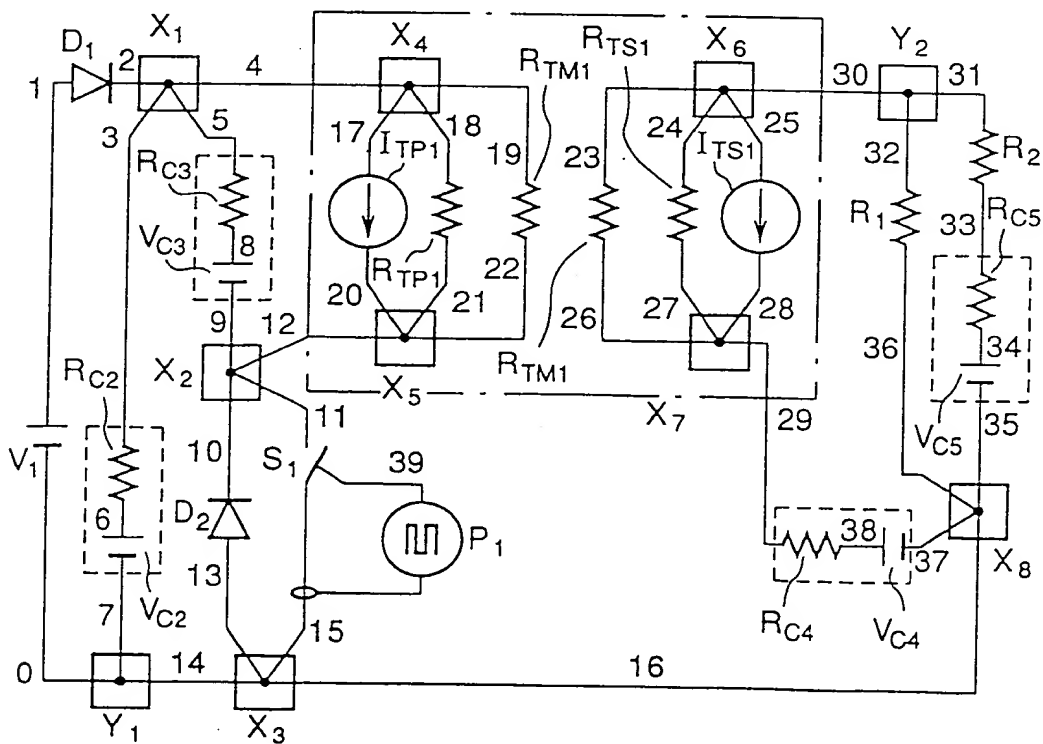 X1 X4 RTS1 X6 Y2
D1 2 4 RTM1 30 31
1
3 5 17 18 24 25
ITP1 19 23 ITS1 32 R2
RC3 R1 33 RC5
8
VC3 RTP1 22
20 21 26 27 28 36 34
9 12
RC2 X2 X5 RTM1 X7 29 VC5 35
11
V1 10 S1 39
6 D2 P1 38 37 X8
13
7 VC2 15 RC4 VC4
0 14 16
Y1 X3